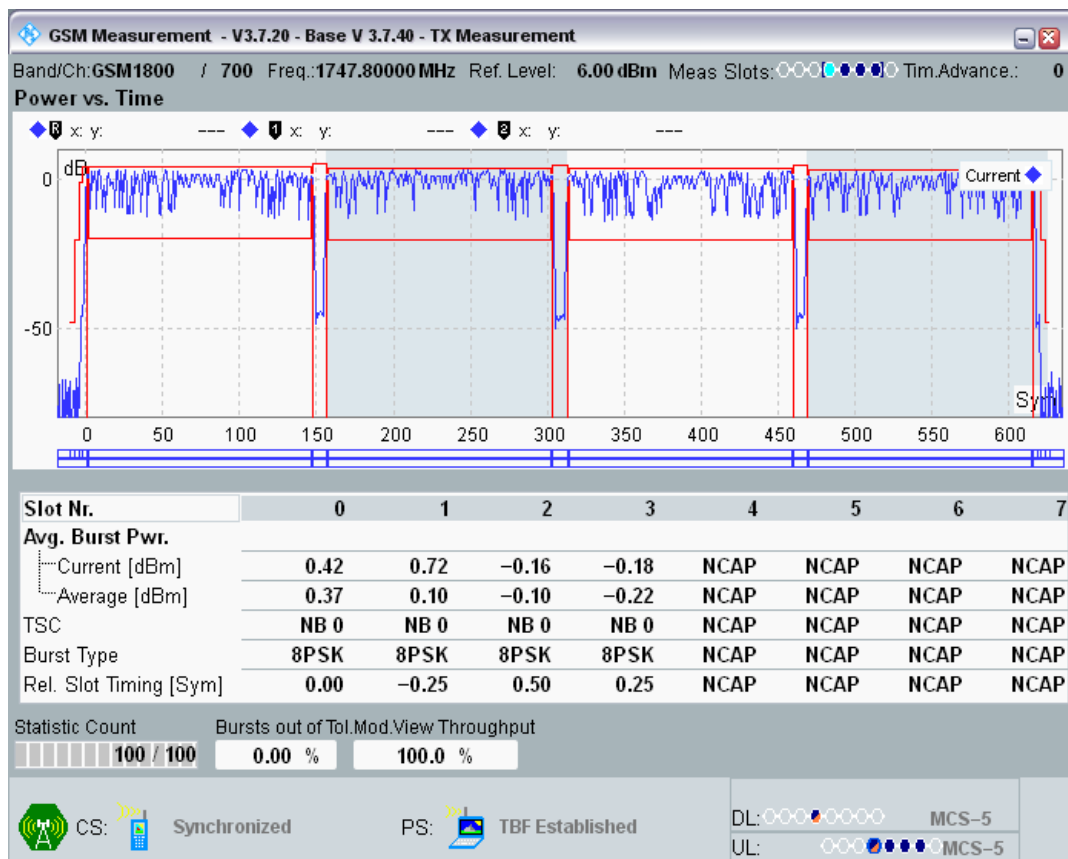 GSM Measurement - V3.7.20 - Base V 3.7.40 - TX Measurement
Band/Ch:GSM1800 / 700 Freq.:1747.80000 MHz Ref. Level: 6.00 dBm Meas Slots: Tim.Advance.: 0
Power vs. Time
R x: y: --- 1 x: y: --- 2 x: y: ---
dB
Current
0
-50
Sym
0 50 100 150 200 250 300 350 400 450 500 550 600
Slot Nr. 0 1 2 3 4 5 6 7
Avg. Burst Pwr.
Current [dBm] 0.42 0.72 −0.16 −0.18 NCAP NCAP NCAP NCAP
Average [dBm] 0.37 0.10 −0.10 −0.22 NCAP NCAP NCAP NCAP
TSC NB 0 NB 0 NB 0 NB 0 NCAP NCAP NCAP NCAP
Burst Type 8PSK 8PSK 8PSK 8PSK NCAP NCAP NCAP NCAP
Rel. Slot Timing [Sym] 0.00 −0.25 0.50 0.25 NCAP NCAP NCAP NCAP
Statistic Count Bursts out of Tol. Mod.View Throughput
100 / 100 0.00 % 100.0 %
CS: Synchronized PS: TBF Established
DL: MCS−5
UL: MCS−5